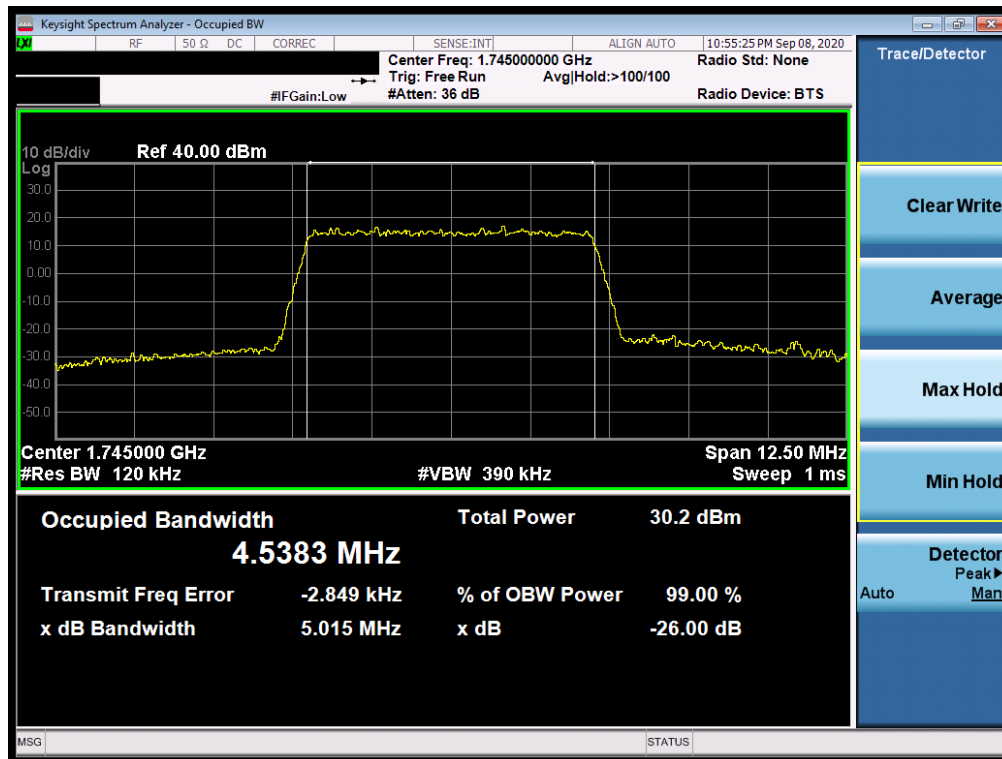 Keysight Spectrum Analyzer - Occupied BW
LXI RF 50 Ω DC CORREC SENSE:INT ALIGN AUTO 10:55:25 PM Sep 08, 2020
Center Freq: 1.745000000 GHz Radio Std: None
Trig: Free Run Avg|Hold:>100/100
#IFGain:Low #Atten: 36 dB Radio Device: BTS
10 dB/div Ref 40.00 dBm
Log
30.0
20.0
10.0
0.00
-10.0
-20.0
-30.0
-40.0
-50.0
Center 1.745000 GHz Span 12.50 MHz
#Res BW 120 kHz #VBW 390 kHz Sweep 1 ms
Occupied Bandwidth Total Power 30.2 dBm
4.5383 MHz
Transmit Freq Error -2.849 kHz % of OBW Power 99.00 %
x dB Bandwidth 5.015 MHz x dB -26.00 dB
MSG STATUS
Trace/Detector
Clear Write
Average
Max Hold
Min Hold
Detector
Peak▶
Auto Man